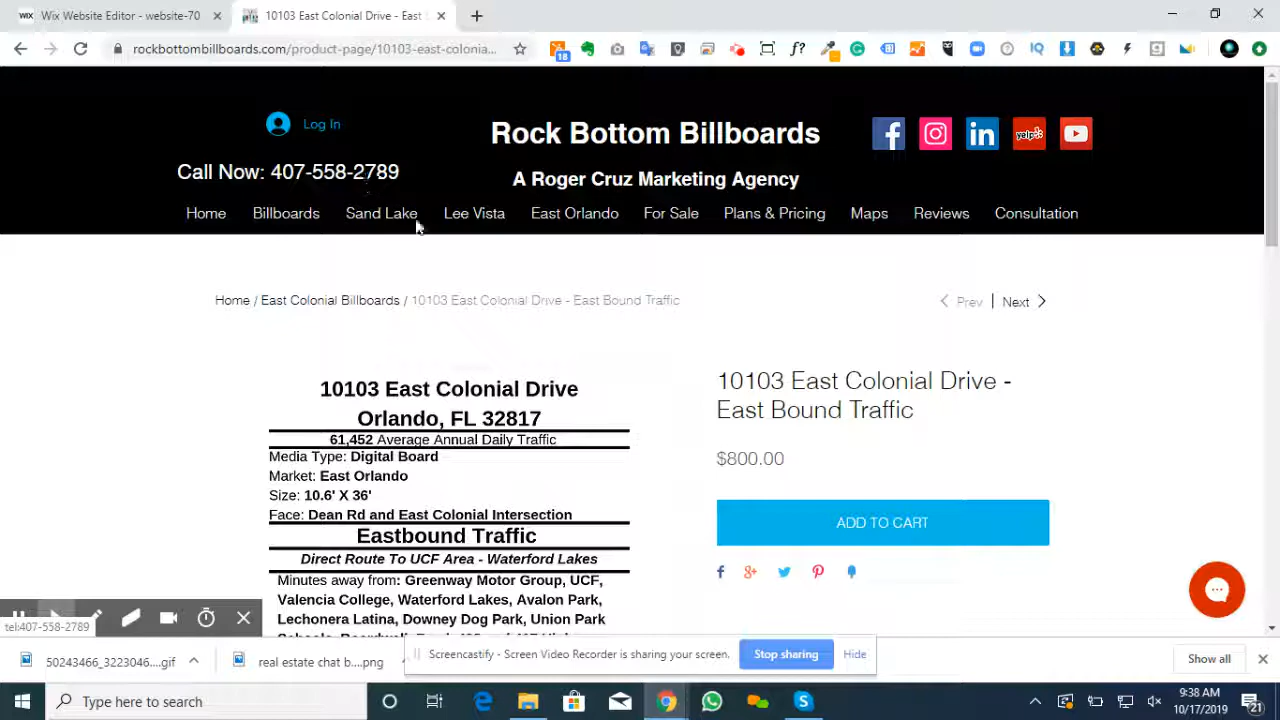 Wix Website Editor - website-70
10103 East Colonial Drive - East
rockbottombillboards.com/product-page/10103-east-colonia...
18
f?
Log In
Rock Bottom Billboards
Call Now: 407-558-2789
A Roger Cruz Marketing Agency
yelp
Home Billboards Sand Lake Lee Vista East Orlando For Sale Plans & Pricing Maps Reviews Consultation
Home / East Colonial Billboards / 10103 East Colonial Drive - East Bound Traffic
Prev | Next
10103 East Colonial Drive
Orlando, FL 32817
61,452 Average Annual Daily Traffic
Media Type: Digital Board
Market: East Orlando
Size: 10.6' X 36'
Face: Dean Rd and East Colonial Intersection
Eastbound Traffic
Direct Route To UCF Area - Waterford Lakes
Minutes away from: Greenway Motor Group, UCF,
Valencia College, Waterford Lakes, Avalon Park,
Lechonera Latina, Downey Dog Park, Union Park
10103 East Colonial Drive -
East Bound Traffic
$800.00
ADD TO CART
tel:407-558-2789
50243466_3223046....gif
real estate chat b....png
Screencastify - Screen Video Recorder is sharing your screen.
Stop sharing
Hide
Show all
Type here to search
9:38 AM
10/17/2019
21